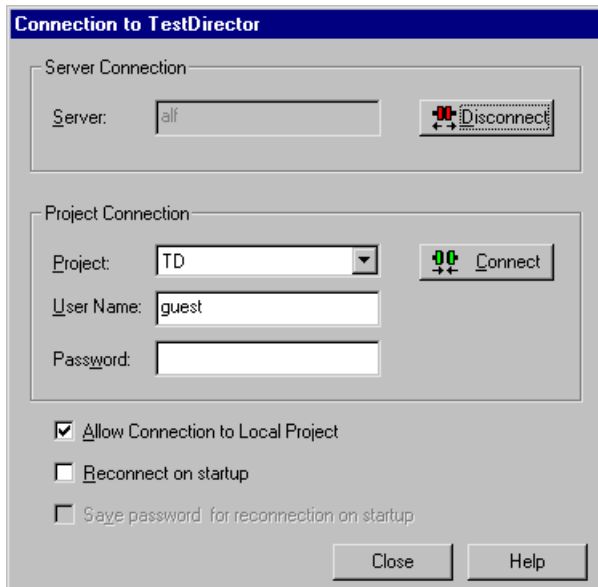 Connection to TestDirector
Server Connection
Server: alf Disconnect
Project Connection
Project: TD Connect
User Name: guest
Password:
Allow Connection to Local Project
Reconnect on startup
Save password for reconnection on startup
Close Help